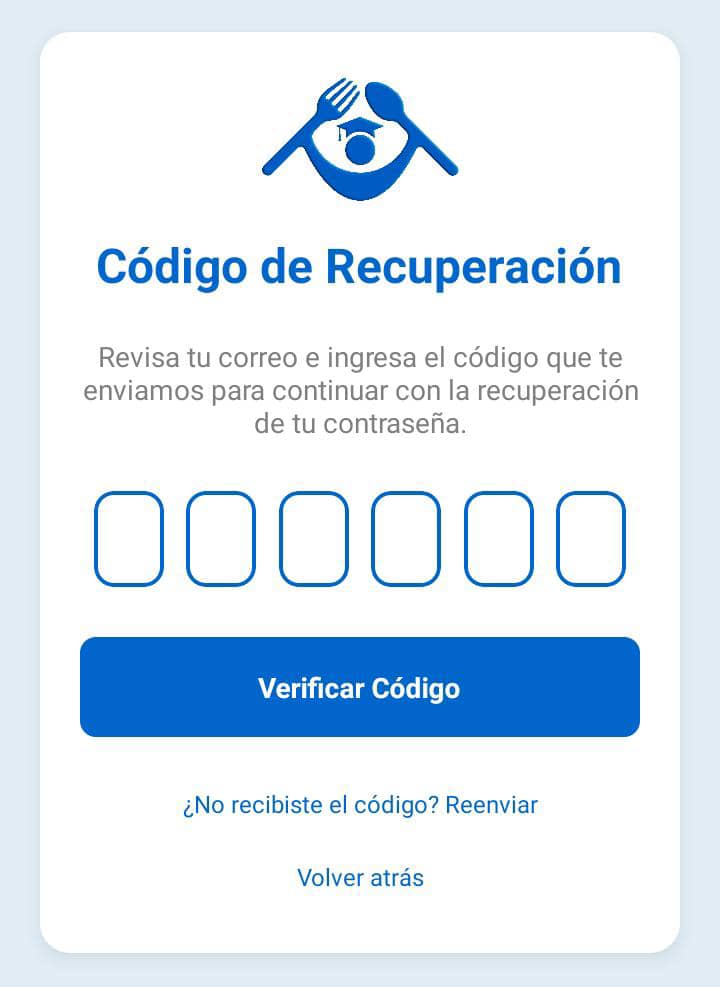 Código de Recuperación
Revisa tu correo e ingresa el código que te
enviamos para continuar con la recuperación
de tu contraseña.
Verificar Código
¿No recibiste el código? Reenviar
Volver atrás